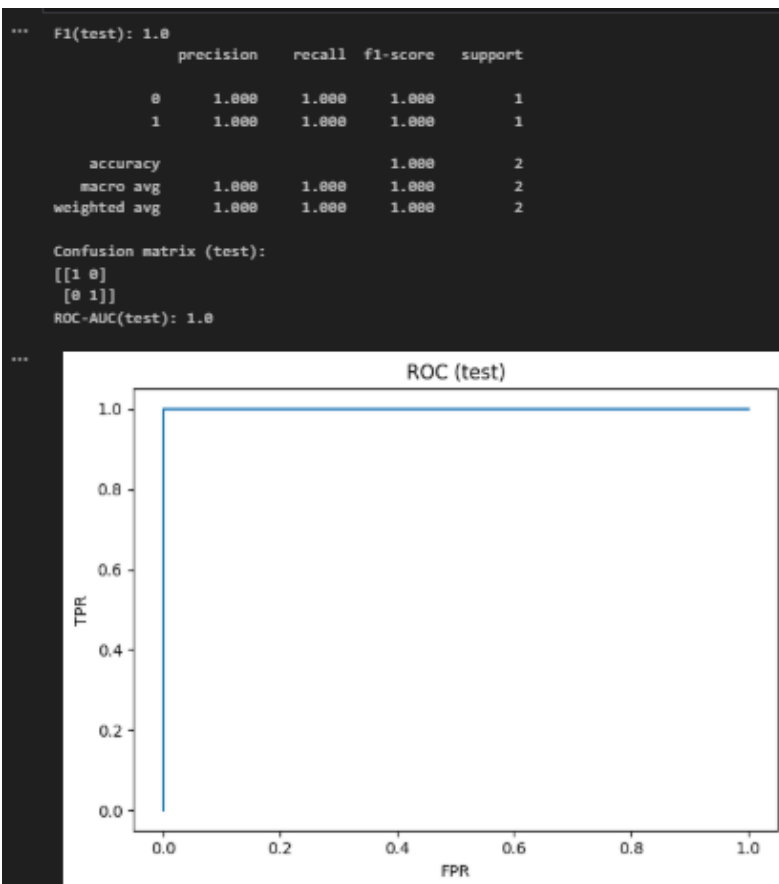 ... F1(test): 1.0
precision recall f1-score support
0 1.000 1.000 1.000 1
1 1.000 1.000 1.000 1
accuracy 1.000 2
macro avg 1.000 1.000 1.000 2
weighted avg 1.000 1.000 1.000 2
Confusion matrix (test):
[[1 0]
[0 1]]
ROC-AUC(test): 1.0
...
ROC (test)
1.0
0.8
0.6
TPR
0.4
0.2
0.0
0.0 0.2 0.4 0.6 0.8 1.0
FPR